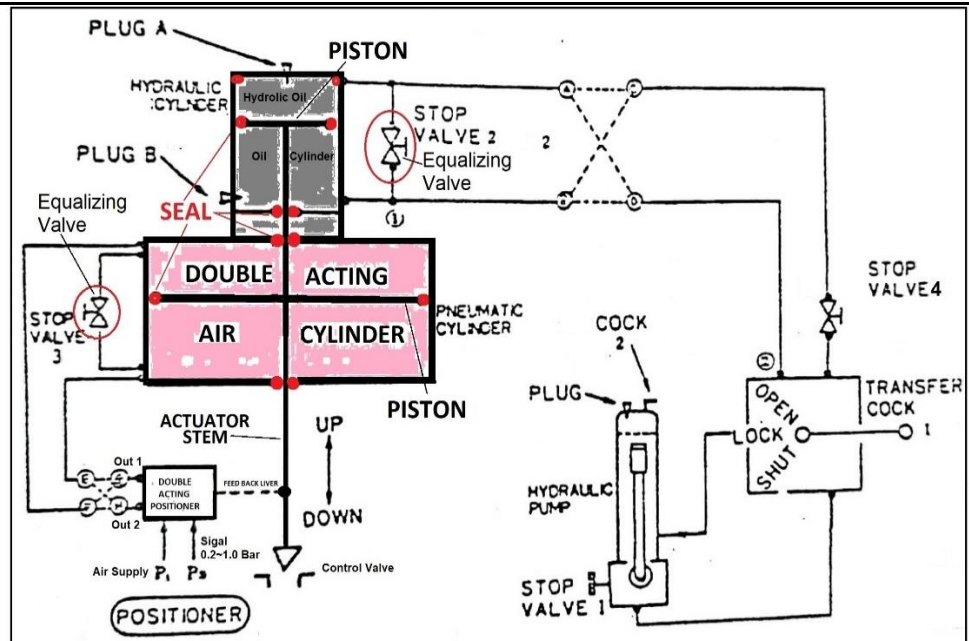 PLUG A
PISTON
HYDRAULIC
CYLINDER
Hydrolic Oil
STOP
VALVE 2
Equalizing
Valve
2
Oil
Cylinder
PLUG B
SEAL
Equalizing
Valve
DOUBLE
ACTING
STOP
VALVE
3
AIR
CYLINDER
PNEUMATIC
CYLINDER
PISTON
STOP
VALVE4
COCK
2
PLUG
OPEN
LOCK
SHUT
TRANSFER
COCK 1
ACTUATOR
STEM
UP
DOWN
HYDRAULIC
PUMP
Out 1
DOUBLE
ACTING
POSITIONER
FEED BACK LIVER
Out 2
Sigal
0.2~1.0 Bar
Air Supply
P₁
Control Valve
STOP
VALVE 1
POSITIONER